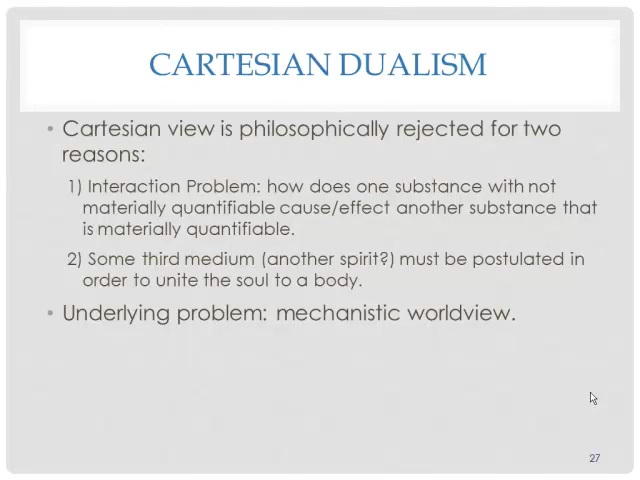 CARTESIAN DUALISM
• Cartesian view is philosophically rejected for two
reasons:
1) Interaction Problem: how does one substance with not
materially quantifiable cause/effect another substance that
is materially quantifiable.
2) Some third medium (another spirit?) must be postulated in
order to unite the soul to a body.
• Underlying problem: mechanistic worldview.
27